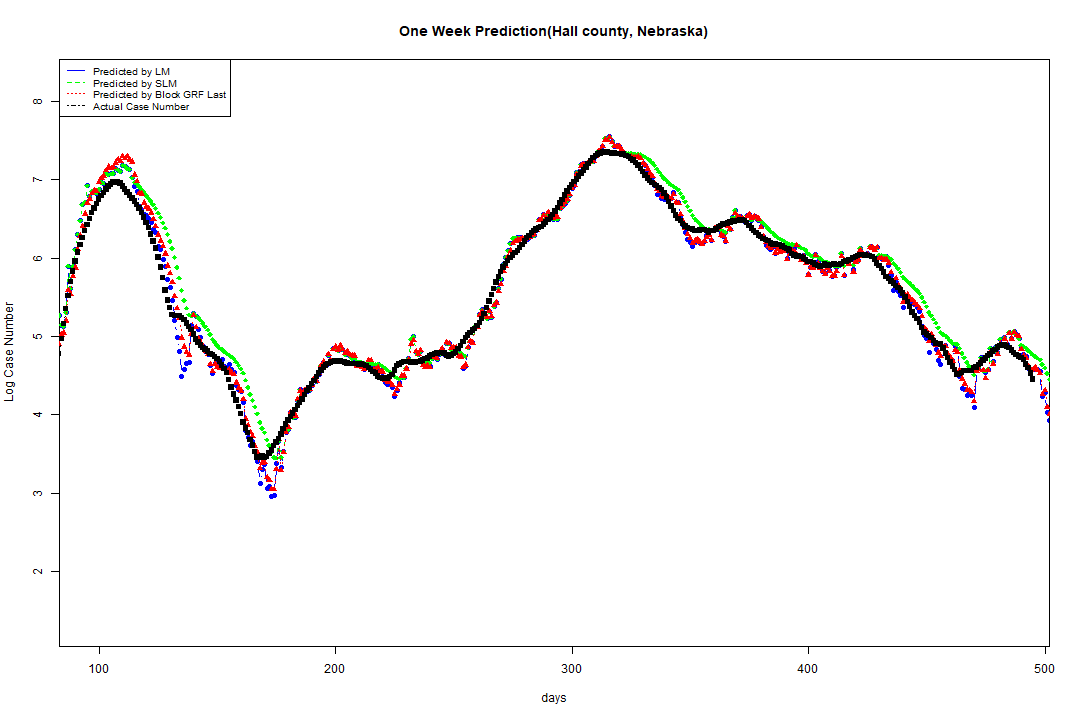 One Week Prediction(Hall county, Nebraska)
Predicted by LM
Predicted by SLM
Predicted by Block GRF Last
Actual Case Number
8
7
6
5
4
3
2
Log Case Number
100 200 300 400 500
days